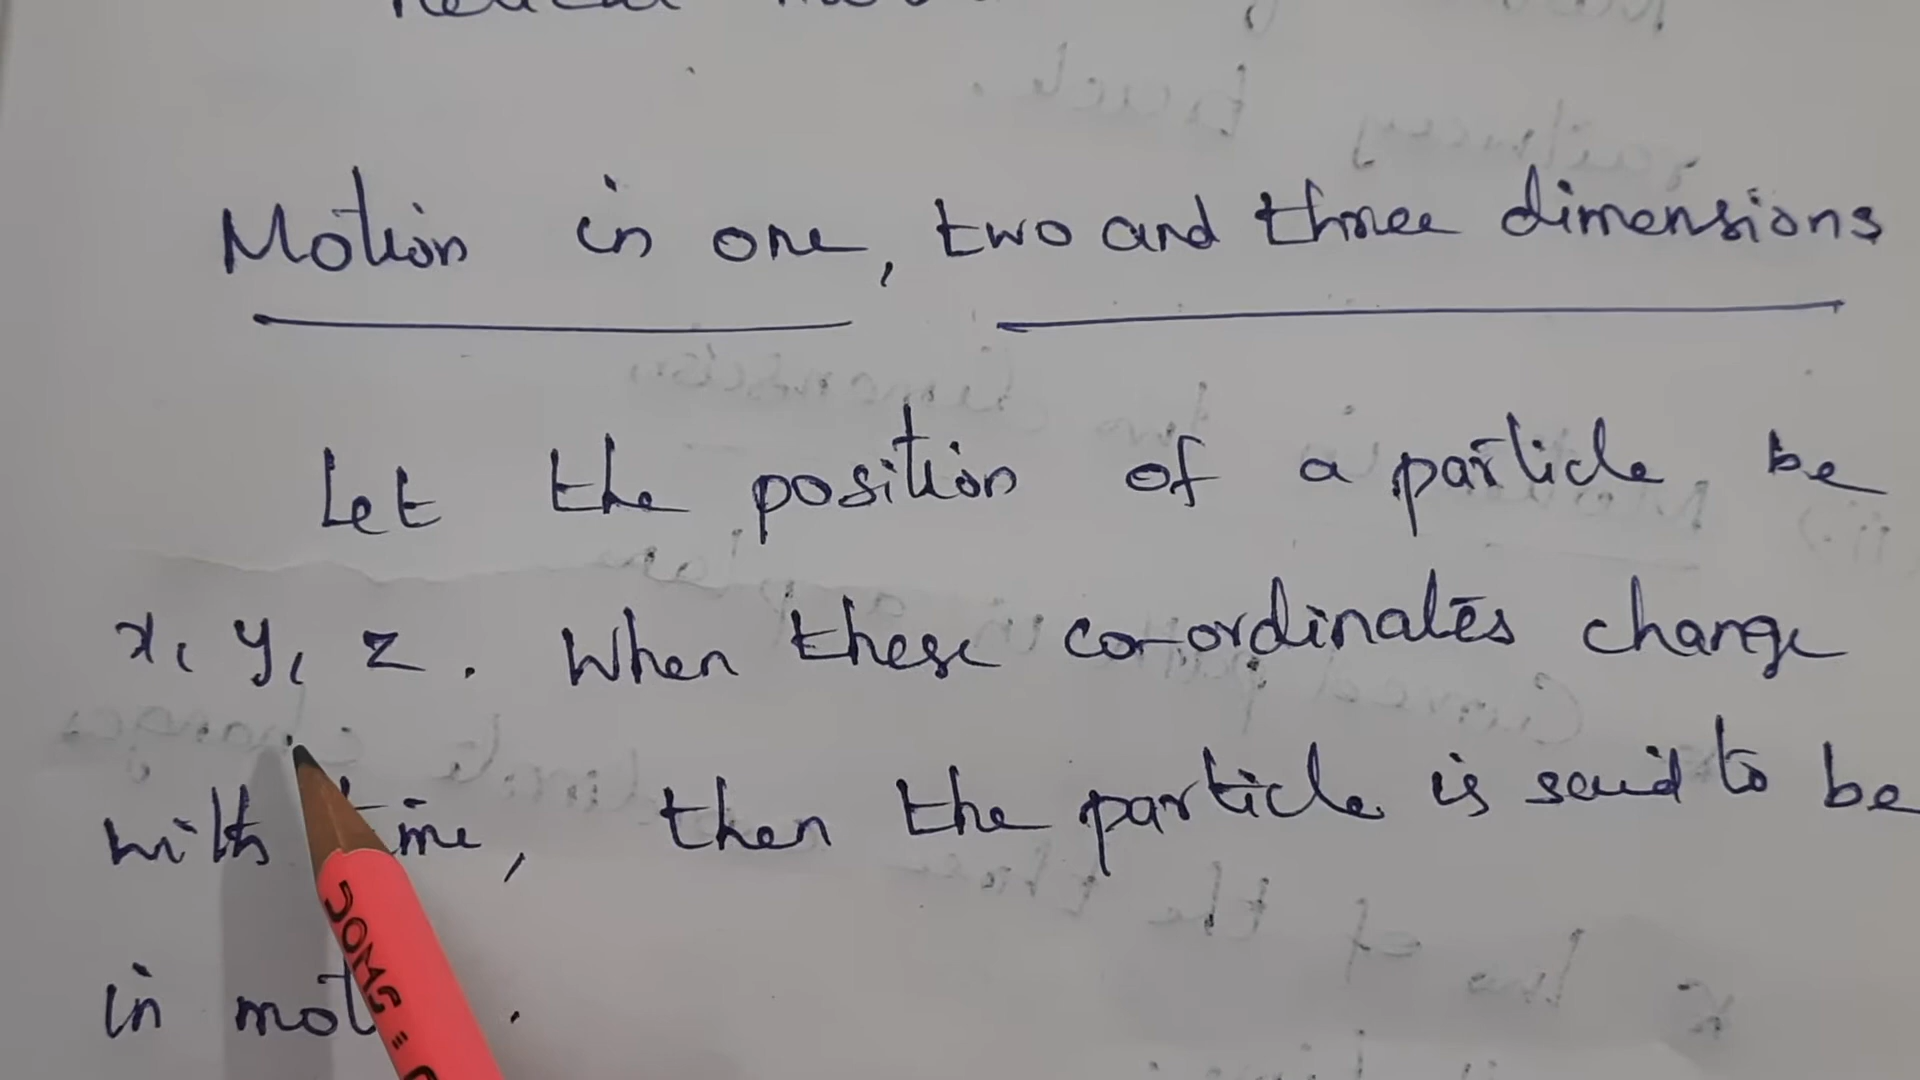 Motion in one, two and three dimensions
Let the position of a particle be
x, y, z. When these co-ordinates change
with time, then the particle is said to be
in
DOMS